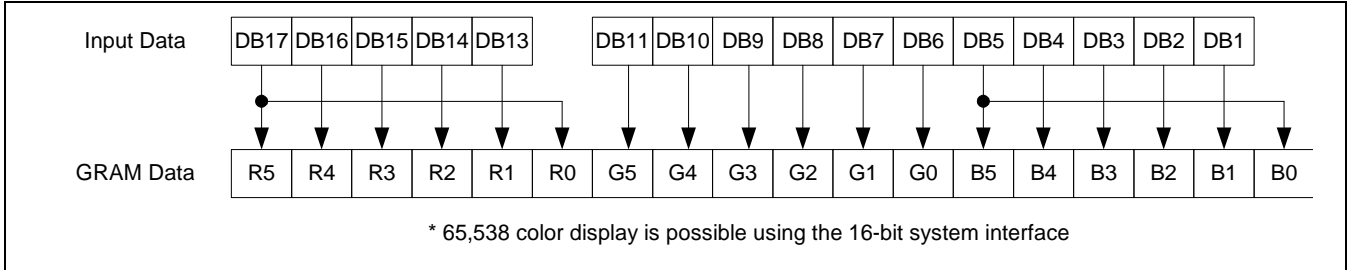 Input Data DB17 DB16 DB15 DB14 DB13 DB11 DB10 DB9 DB8 DB7 DB6 DB5 DB4 DB3 DB2 DB1
GRAM Data R5 R4 R3 R2 R1 R0 G5 G4 G3 G2 G1 G0 B5 B4 B3 B2 B1 B0
* 65,538 color display is possible using the 16-bit system interface